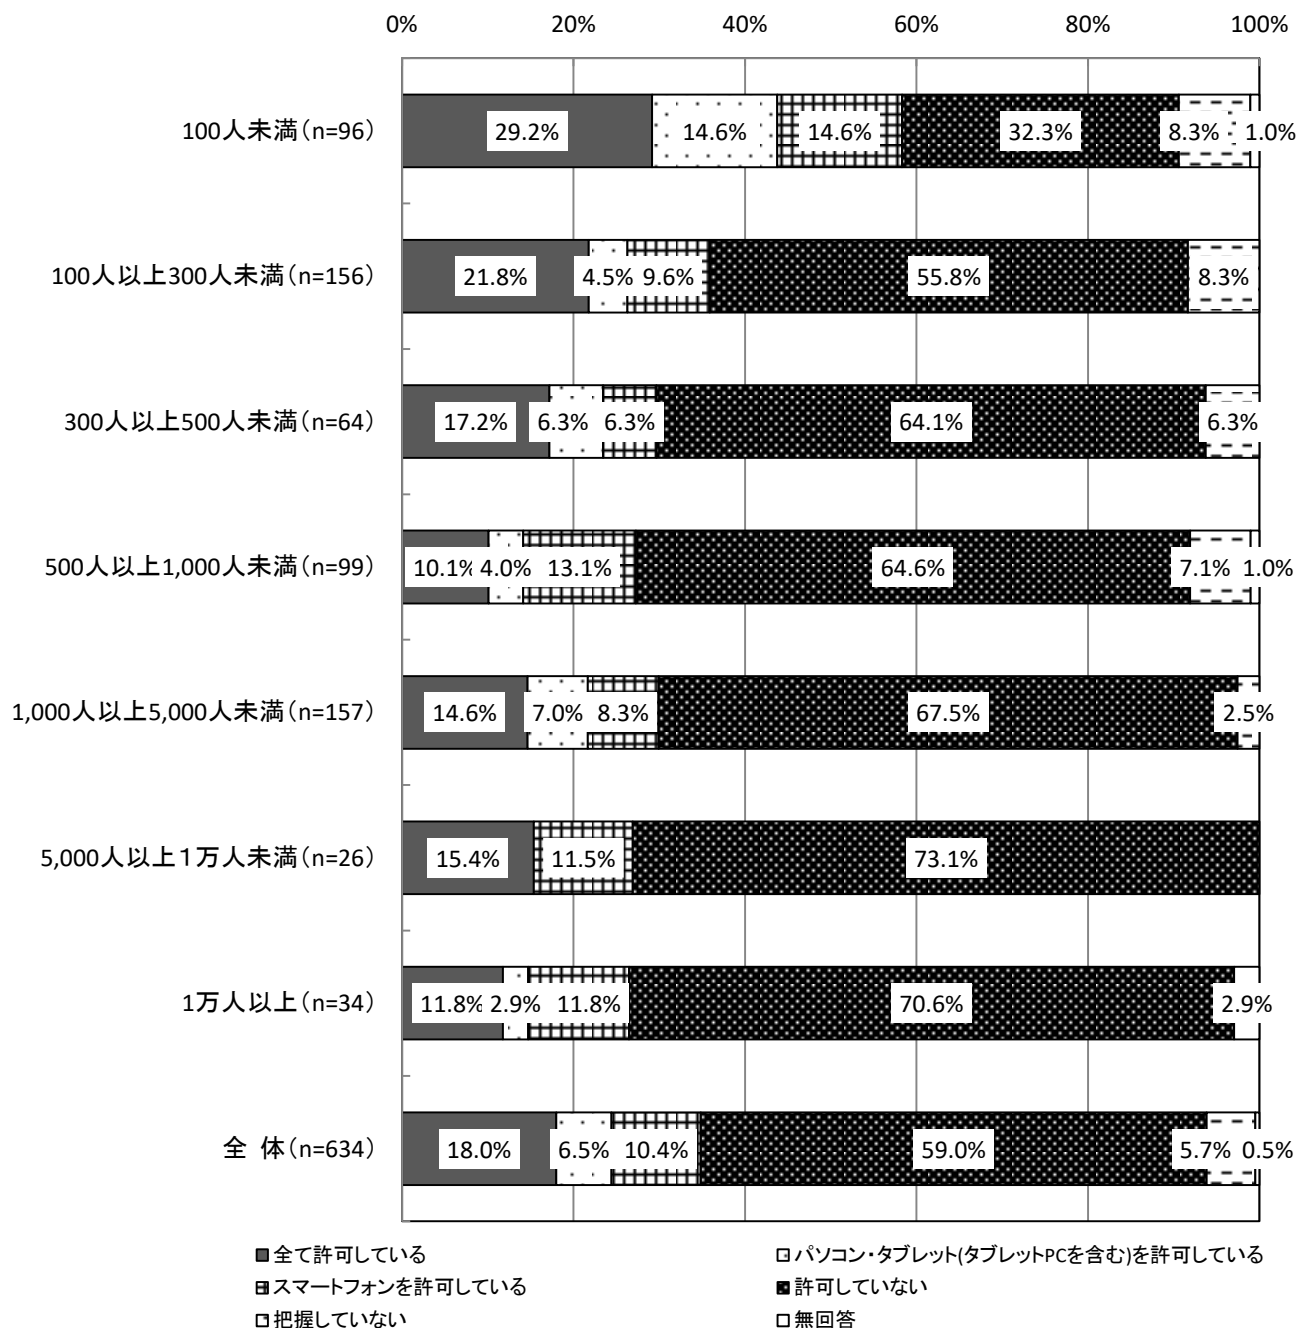 0% 20% 40% 60% 80% 100%
100人未満（n=96） 29.2% 14.6% 14.6% 32.3% 8.3% 1.0%
100人以上300人未満（n=156） 21.8% 4.5% 9.6% 55.8% 8.3%
300人以上500人未満（n=64） 17.2% 6.3% 6.3% 64.1% 6.3%
500人以上1,000人未満（n=99） 10.1% 4.0% 13.1% 64.6% 7.1% 1.0%
1,000人以上5,000人未満（n=157） 14.6% 7.0% 8.3% 67.5% 2.5%
5,000人以上１万人未満（n=26） 15.4% 11.5% 73.1%
1万人以上（n=34） 11.8% 2.9% 11.8% 70.6% 2.9%
全 体（n=634） 18.0% 6.5% 10.4% 59.0% 5.7% 0.5%
全て許可している パソコン・タブレット(タブレットPCを含む)を許可している
スマートフォンを許可している 許可していない
把握していない 無回答